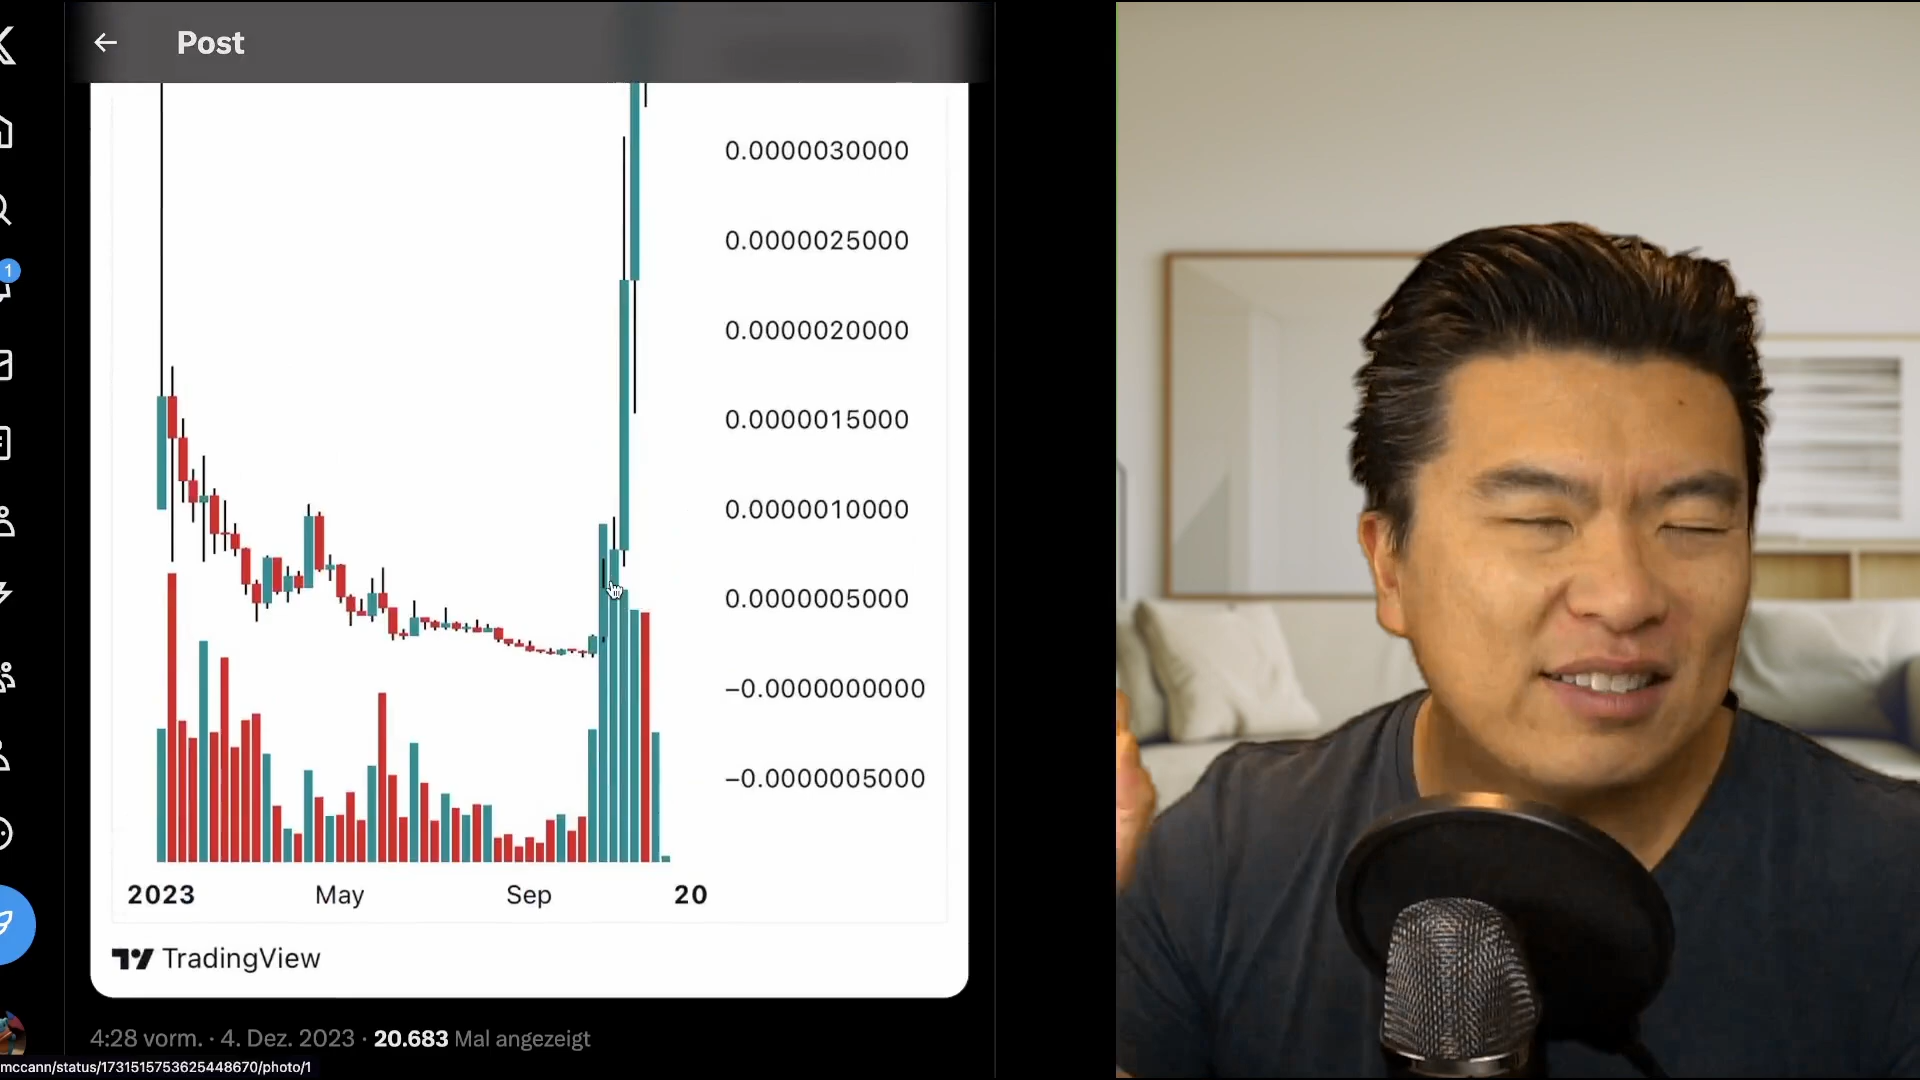 Post
0.0000030000
0.0000025000
1
0.0000020000
0.0000015000
0.0000010000
0.0000005000
−0.0000000000
−0.0000005000
2023 May Sep 20
TradingView
4:28 vorm. · 4. Dez. 2023 · 20.683 Mal angezeigt
mccann/status/1731515753625448670/photo/1